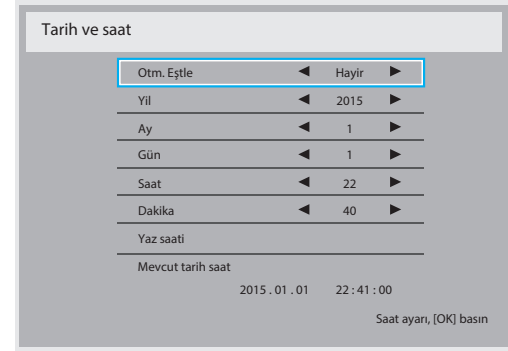 Tarih ve saat
Otm. Eştle ◀ Hayir ▶
Yil ◀ 2015 ▶
Ay ◀ 1 ▶
Gün ◀ 1 ▶
Saat ◀ 22 ▶
Dakika ◀ 40 ▶
Yaz saati
Mevcut tarih saat
2015 . 01 . 01 22 : 41 : 00
Saat ayarı, [OK] basın